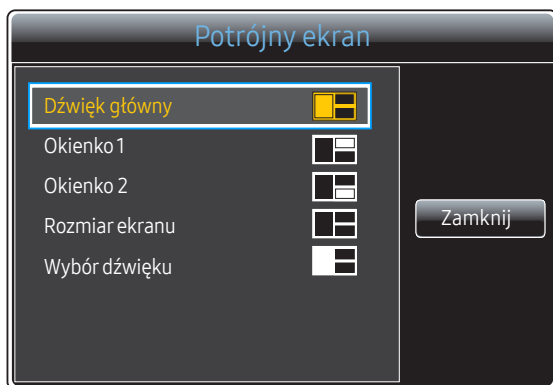 Potrójny ekran
Dźwięk główny
Okienko 1
Okienko 2
Rozmiar ekranu
Wybór dźwięku
Zamknij